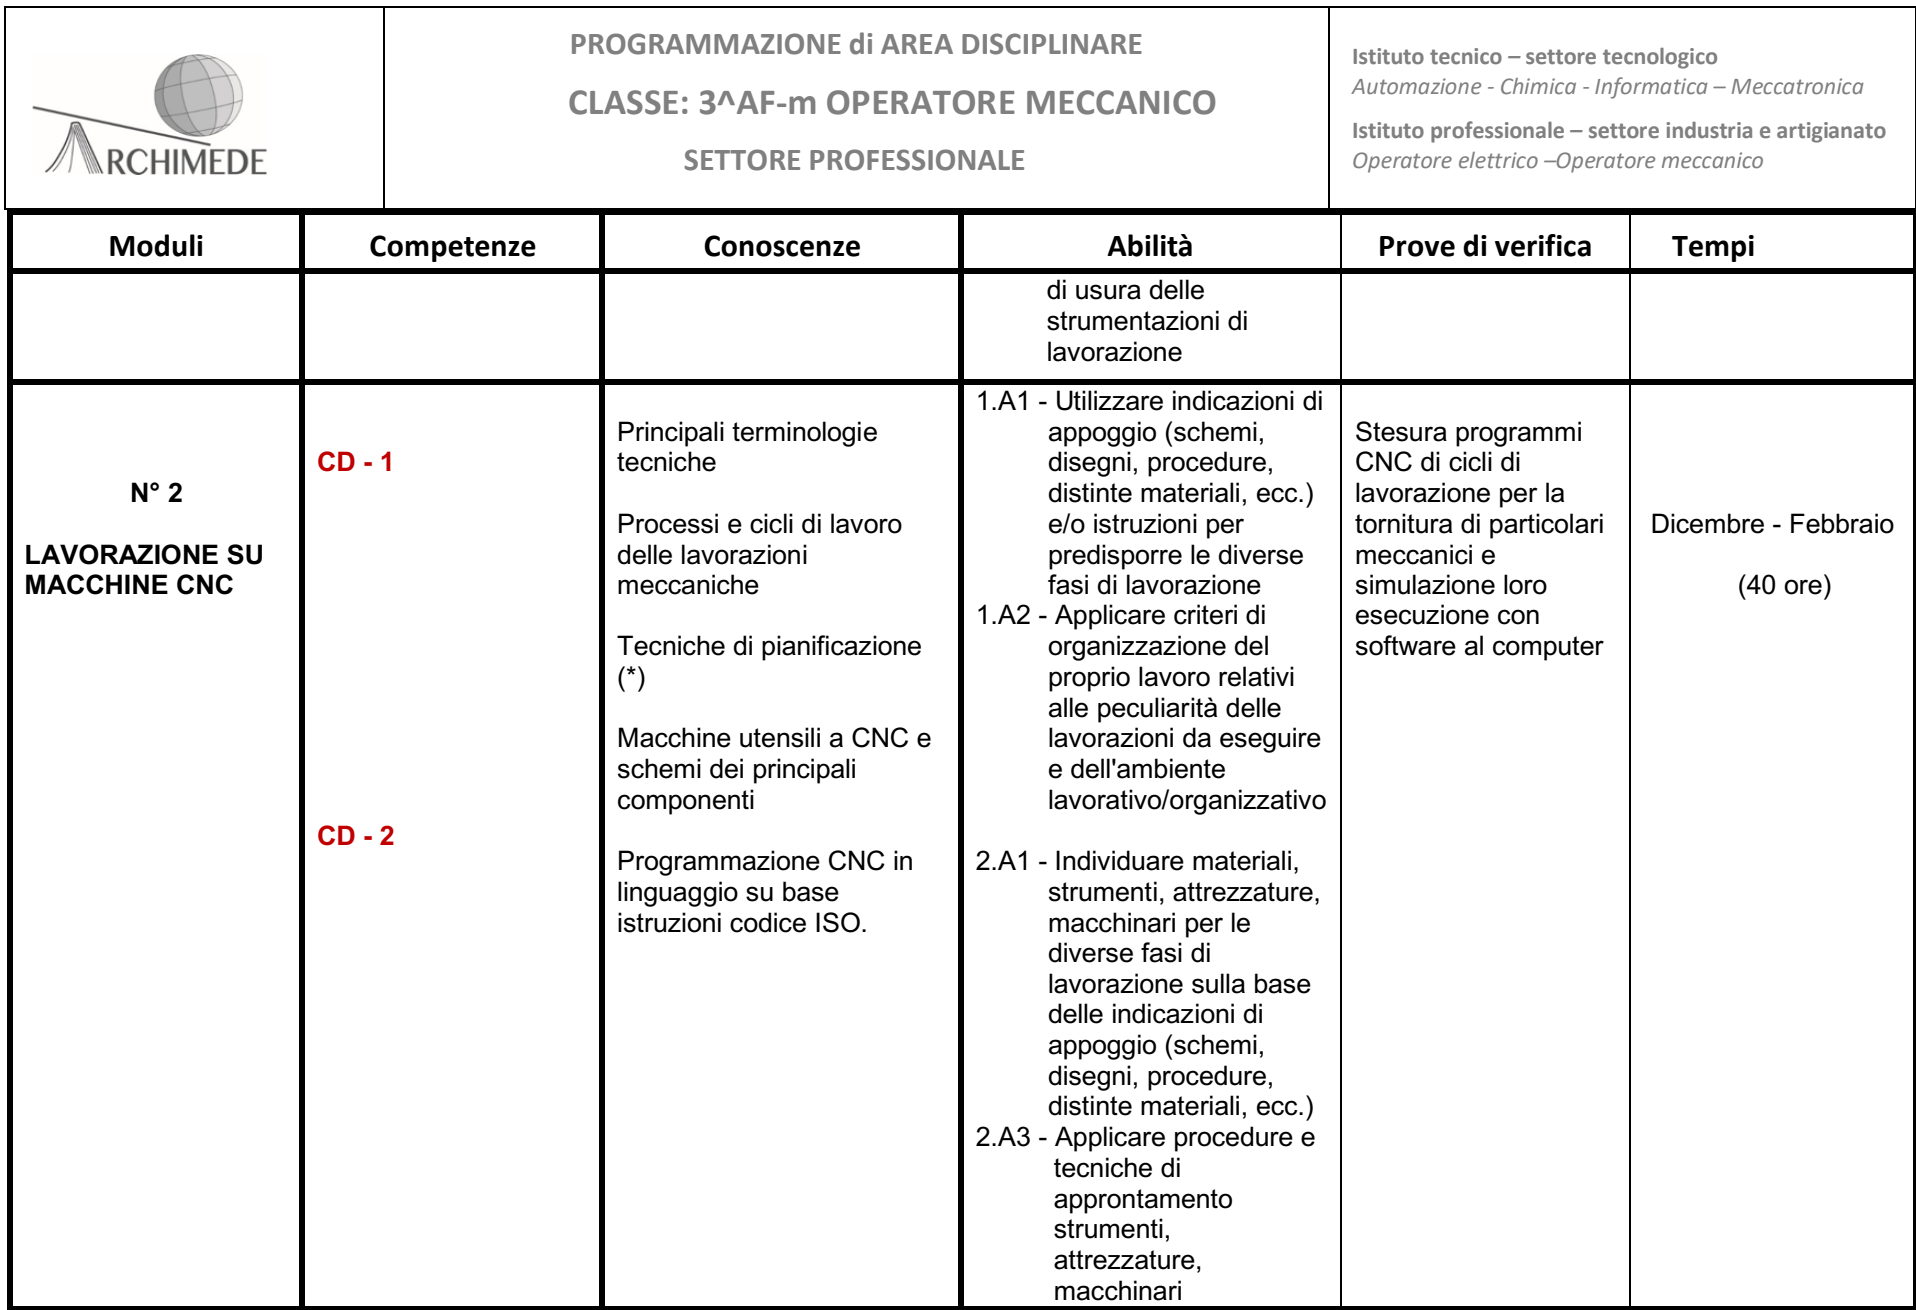 ARCHIMEDE
PROGRAMMAZIONE di AREA DISCIPLINARE
CLASSE: 3^AF-m OPERATORE MECCANICO
SETTORE PROFESSIONALE
Istituto tecnico – settore tecnologico
Automazione - Chimica - Informatica – Meccatronica
Istituto professionale – settore industria e artigianato
Operatore elettrico –Operatore meccanico
Moduli
Competenze
Conoscenze
Abilità
Prove di verifica
Tempi
di usura delle
strumentazioni di
lavorazione
N° 2
LAVORAZIONE SU
MACCHINE CNC
CD - 1
CD - 2
Principali terminologie
tecniche
Processi e cicli di lavoro
delle lavorazioni
meccaniche
Tecniche di pianificazione
(*)
Macchine utensili a CNC e
schemi dei principali
componenti
Programmazione CNC in
linguaggio su base
istruzioni codice ISO.
1.A1 - Utilizzare indicazioni di
appoggio (schemi,
disegni, procedure,
distinte materiali, ecc.)
e/o istruzioni per
predisporre le diverse
fasi di lavorazione
1.A2 - Applicare criteri di
organizzazione del
proprio lavoro relativi
alle peculiarità delle
lavorazioni da eseguire
e dell'ambiente
lavorativo/organizzativo
2.A1 - Individuare materiali,
strumenti, attrezzature,
macchinari per le
diverse fasi di
lavorazione sulla base
delle indicazioni di
appoggio (schemi,
disegni, procedure,
distinte materiali, ecc.)
2.A3 - Applicare procedure e
tecniche di
approntamento
strumenti,
attrezzature,
macchinari
Stesura programmi
CNC di cicli di
lavorazione per la
tornitura di particolari
meccanici e
simulazione loro
esecuzione con
software al computer
Dicembre - Febbraio
(40 ore)